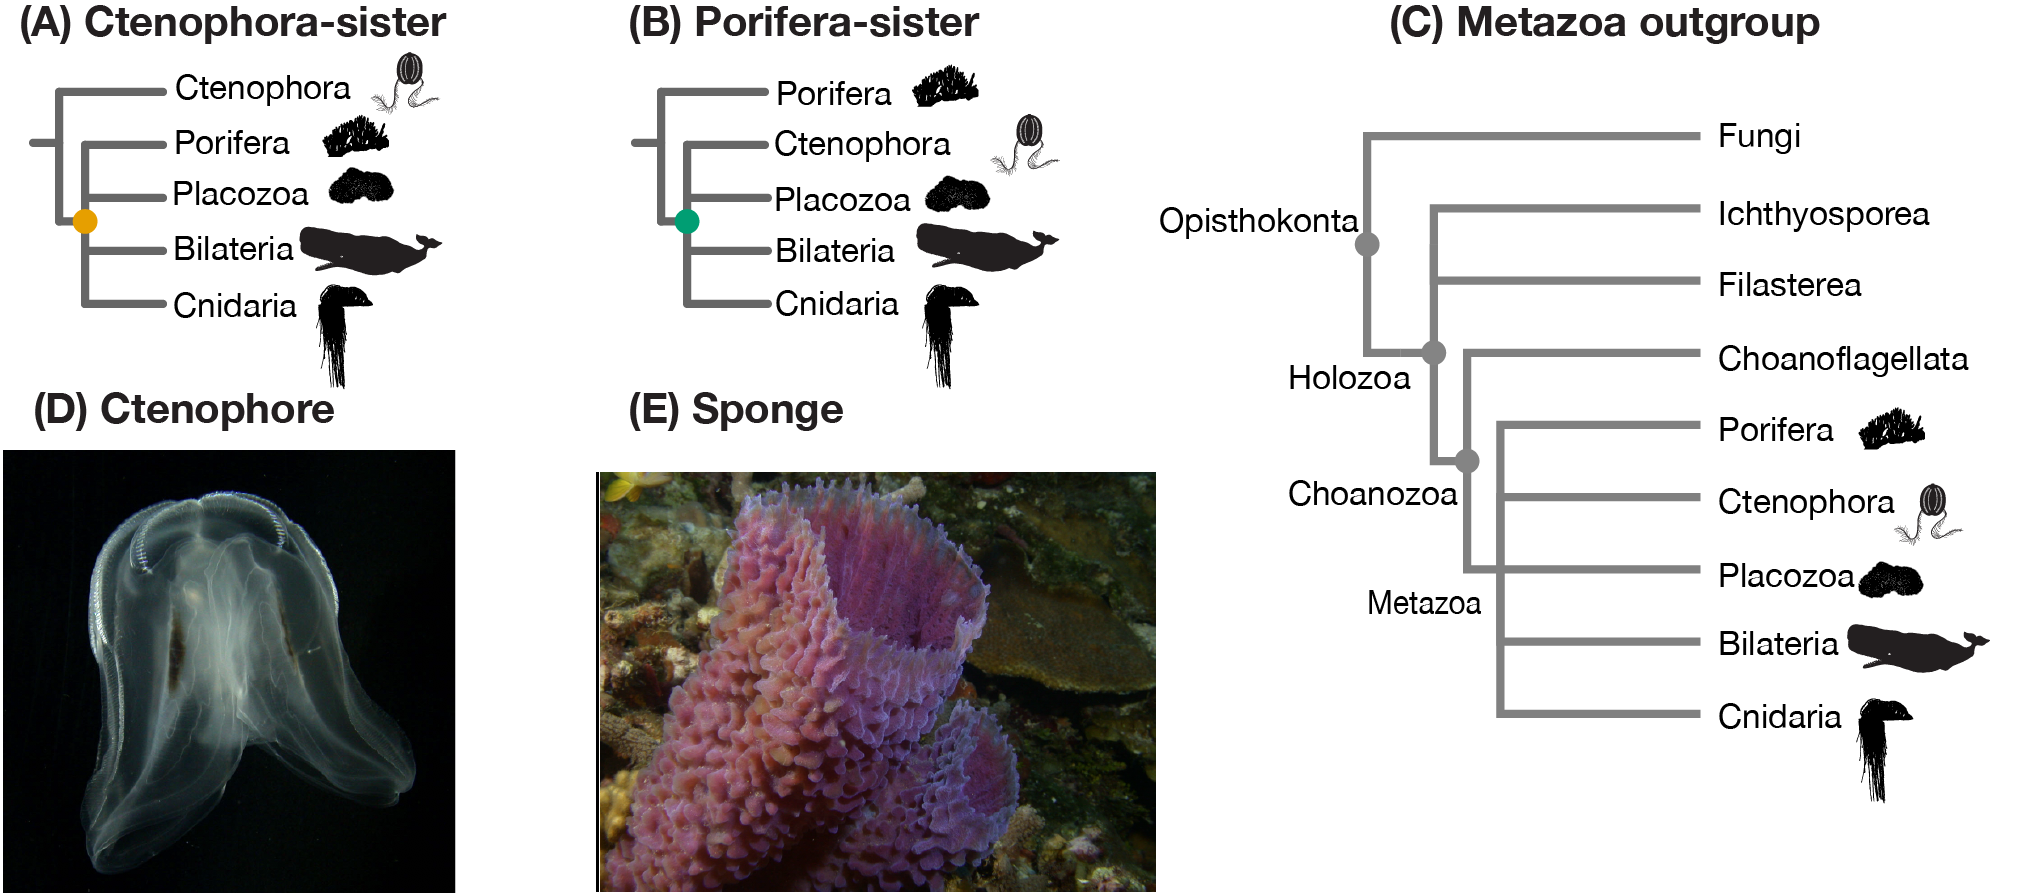 (A) Ctenophora-sister
Ctenophora
Porifera
Placozoa
Bilateria
Cnidaria
(B) Porifera-sister
Porifera
Ctenophora
Placozoa
Bilateria
Cnidaria
(C) Metazoa outgroup
Fungi
Ichthyosporea
Opisthokonta
Filasterea
Choanoflagellata
Holozoa
Porifera
Choanozoa
Ctenophora
Placozoa
Metazoa
Bilateria
Cnidaria
(D) Ctenophore
(E) Sponge